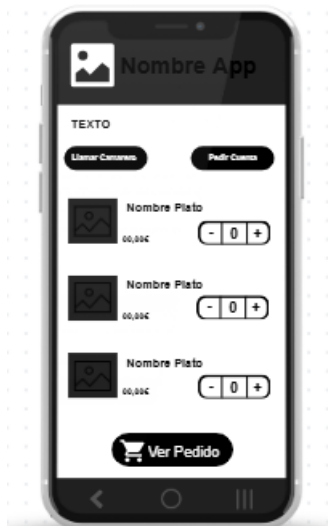 Nombre App
TEXTO
Llamar Camarero
Pedir Cuenta
Nombre Plato
00,00€
- 0 +
Nombre Plato
00,00€
- 0 +
Nombre Plato
00,00€
- 0 +
Ver Pedido